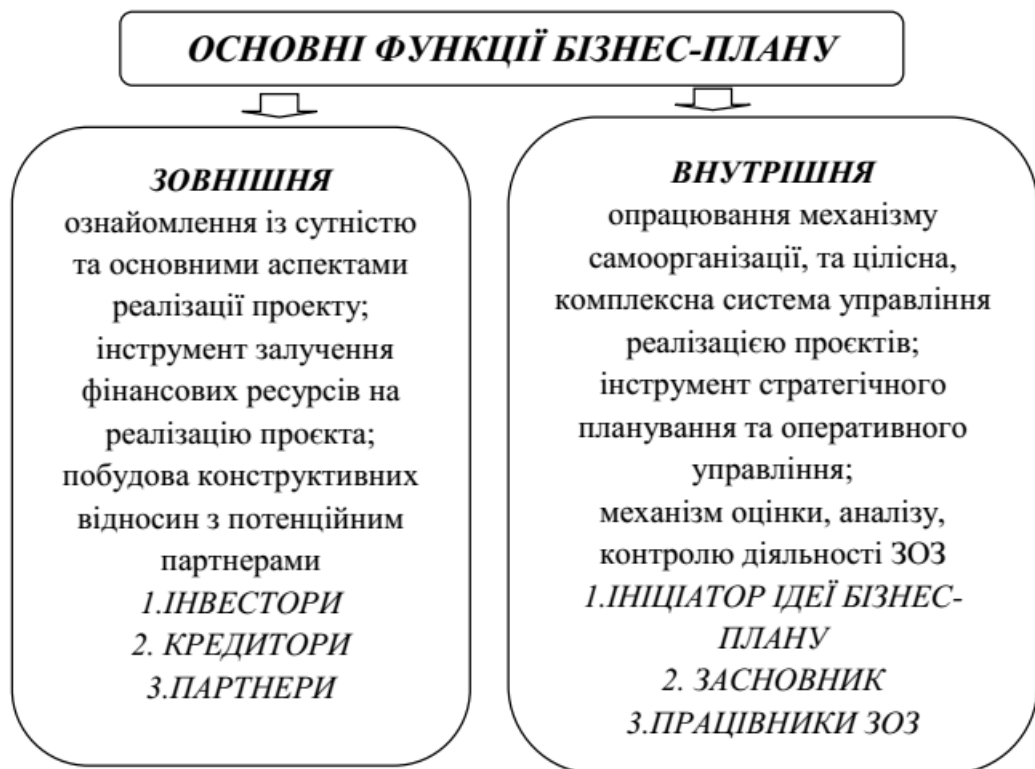 ОСНОВНІ ФУНКЦІЇ БІЗНЕС-ПЛАНУ
ЗОВНІШНЯ
ознайомлення із сутністю
та основними аспектами
реалізації проекту;
інструмент залучення
фінансових ресурсів на
реалізацію проєкта;
побудова конструктивних
відносин з потенційним
партнерами
1.ІНВЕСТОРИ
2. КРЕДИТОРИ
3.ПАРТНЕРИ
ВНУТРІШНЯ
опрацювання механізму
самоорганізації, та цілісна,
комплексна система управління
реалізацією проєктів;
інструмент стратегічного
планування та оперативного
управління;
механізм оцінки, аналізу,
контролю діяльності ЗОЗ
1.ІНІЦІАТОР ІДЕЇ БІЗНЕС-
ПЛАНУ
2. ЗАСНОВНИК
3.ПРАЦІВНИКИ ЗОЗ